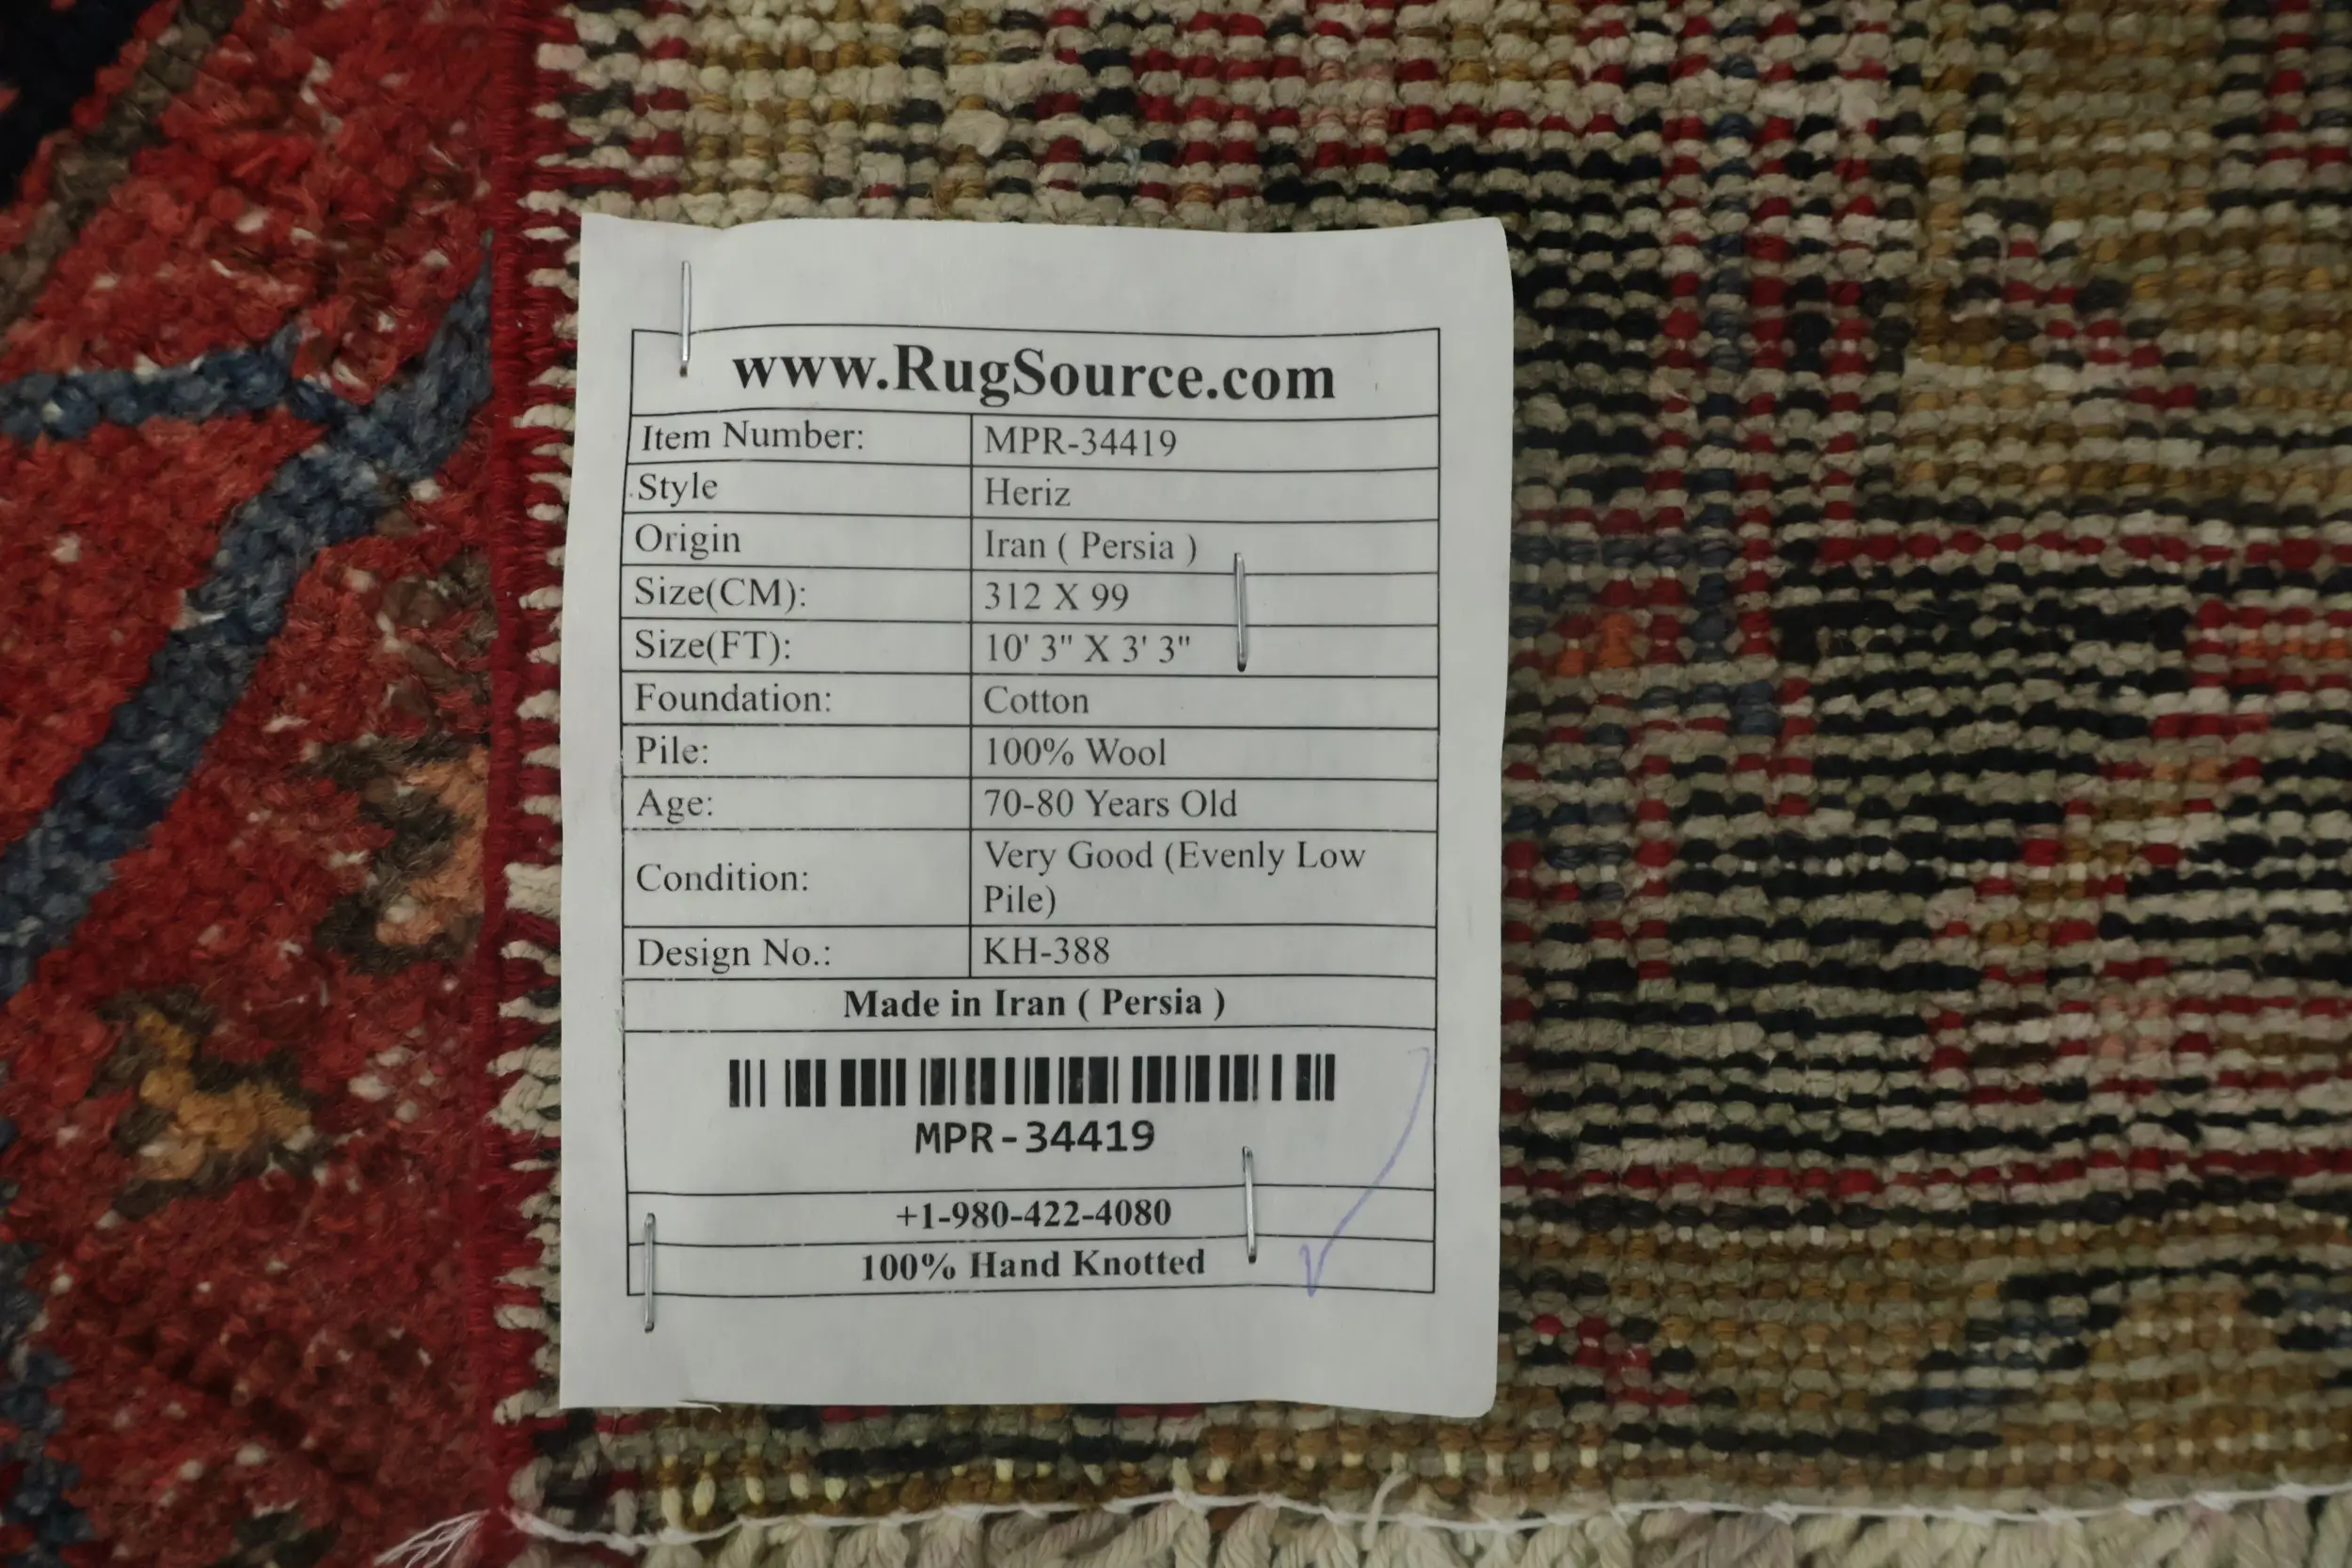 www.RugSource.com
Item Number: MPR-34419
Style Heriz
Origin Iran ( Persia )
Size(CM): 312 X 99
Size(FT): 10' 3" X 3' 3"
Foundation: Cotton
Pile: 100% Wool
Age: 70-80 Years Old
Condition: Very Good (Evenly Low
Pile)
Design No.: KH-388
Made in Iran ( Persia )
MPR-34419
+1-980-422-4080
100% Hand Knotted